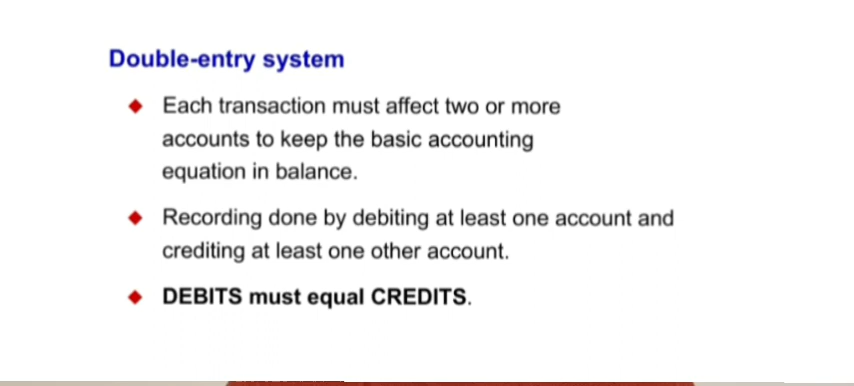 Double-entry system
Each transaction must affect two or more
accounts to keep the basic accounting
equation in balance.
Recording done by debiting at least one account and
crediting at least one other account.
DEBITS must equal CREDITS.